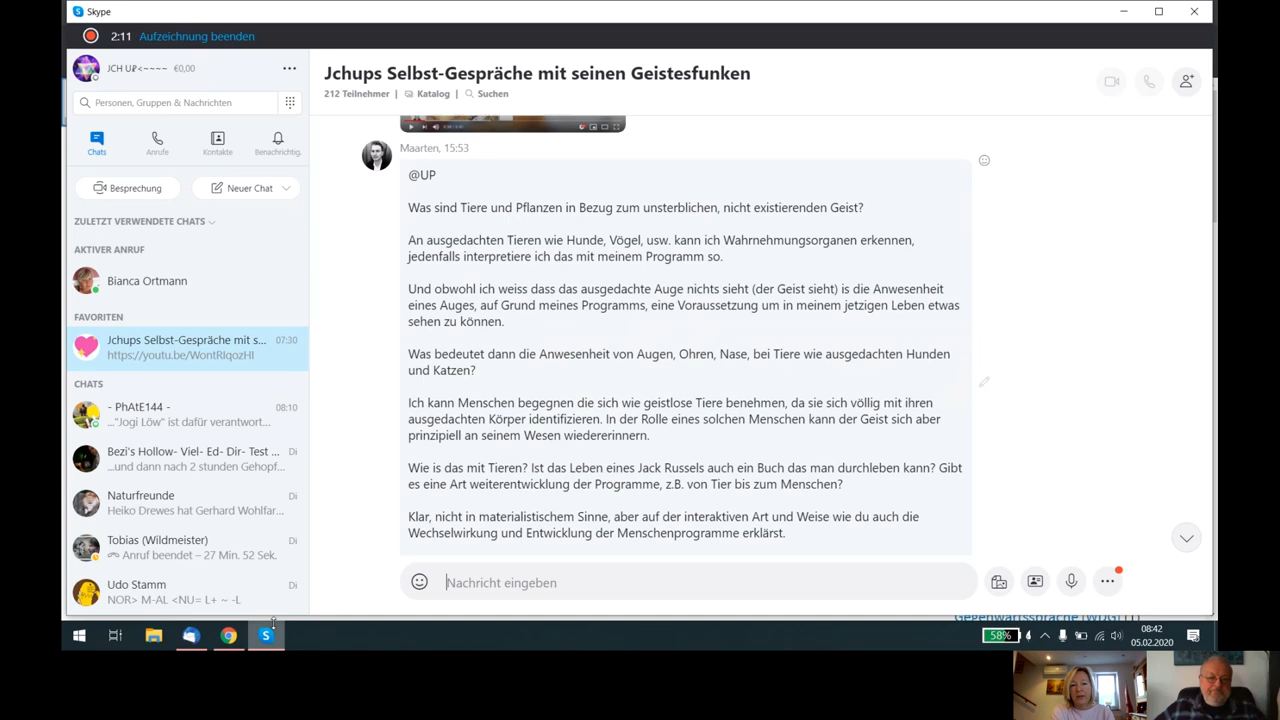 Skype
2:11 Aufzeichnung beenden
JCH U₽<~~~~ €0,00
Personen, Gruppen & Nachrichten
Chats Anrufe Kontakte Benachrichtig.
Besprechung Neuer Chat
ZULETZT VERWENDETE CHATS
AKTIVER ANRUF
Bianca Ortmann
FAVORITEN
Jchups Selbst-Gespräche mit s... 07:30
https://youtu.be/WontRIqozHI
CHATS
- PhAtE144 - 08:10
..."Jogi Löw" ist dafür verantwort...
Bezi's Hollow- Viel- Ed- Dir- Test ... Di
...und dann nach 2 stunden Gehopf...
Naturfreunde Di
Heiko Drewes hat Gerhard Wohlfar...
Tobias (Wildmeister) Di
Anruf beendet – 27 Min. 52 Sek.
Udo Stamm Di
NOR> M-AL <NU= L+ ~ -L
Jchups Selbst-Gespräche mit seinen Geistesfunken
212 Teilnehmer | Katalog | Suchen
Maarten, 15:53
@UP
Was sind Tiere und Pflanzen in Bezug zum unsterblichen, nicht existierenden Geist?
An ausgedachten Tieren wie Hunde, Vögel, usw. kann ich Wahrnehmungsorganen erkennen,
jedenfalls interpretiere ich das mit meinem Programm so.
Und obwohl ich weiss dass das ausgedachte Auge nichts sieht (der Geist sieht) is die Anwesenheit
eines Auges, auf Grund meines Programms, eine Voraussetzung um in meinem jetzigen Leben etwas
sehen zu können.
Was bedeutet dann die Anwesenheit von Augen, Ohren, Nase, bei Tiere wie ausgedachten Hunden
und Katzen?
Ich kann Menschen begegnen die sich wie geistlose Tiere benehmen, da sie sich völlig mit ihren
ausgedachten Körper identifizieren. In der Rolle eines solchen Menschen kann der Geist sich aber
prinzipiell an seinem Wesen wiedererinnern.
Wie is das mit Tieren? Ist das Leben eines Jack Russels auch ein Buch das man durchleben kann? Gibt
es eine Art weiterentwicklung der Programme, z.B. von Tier bis zum Menschen?
Klar, nicht in materialistischem Sinne, aber auf der interaktiven Art und Weise wie du auch die
Wechselwirkung und Entwicklung der Menschenprogramme erklärst.
Nachricht eingeben
Gegenwartssprache (WDG)
58%
08:42
05.02.2020